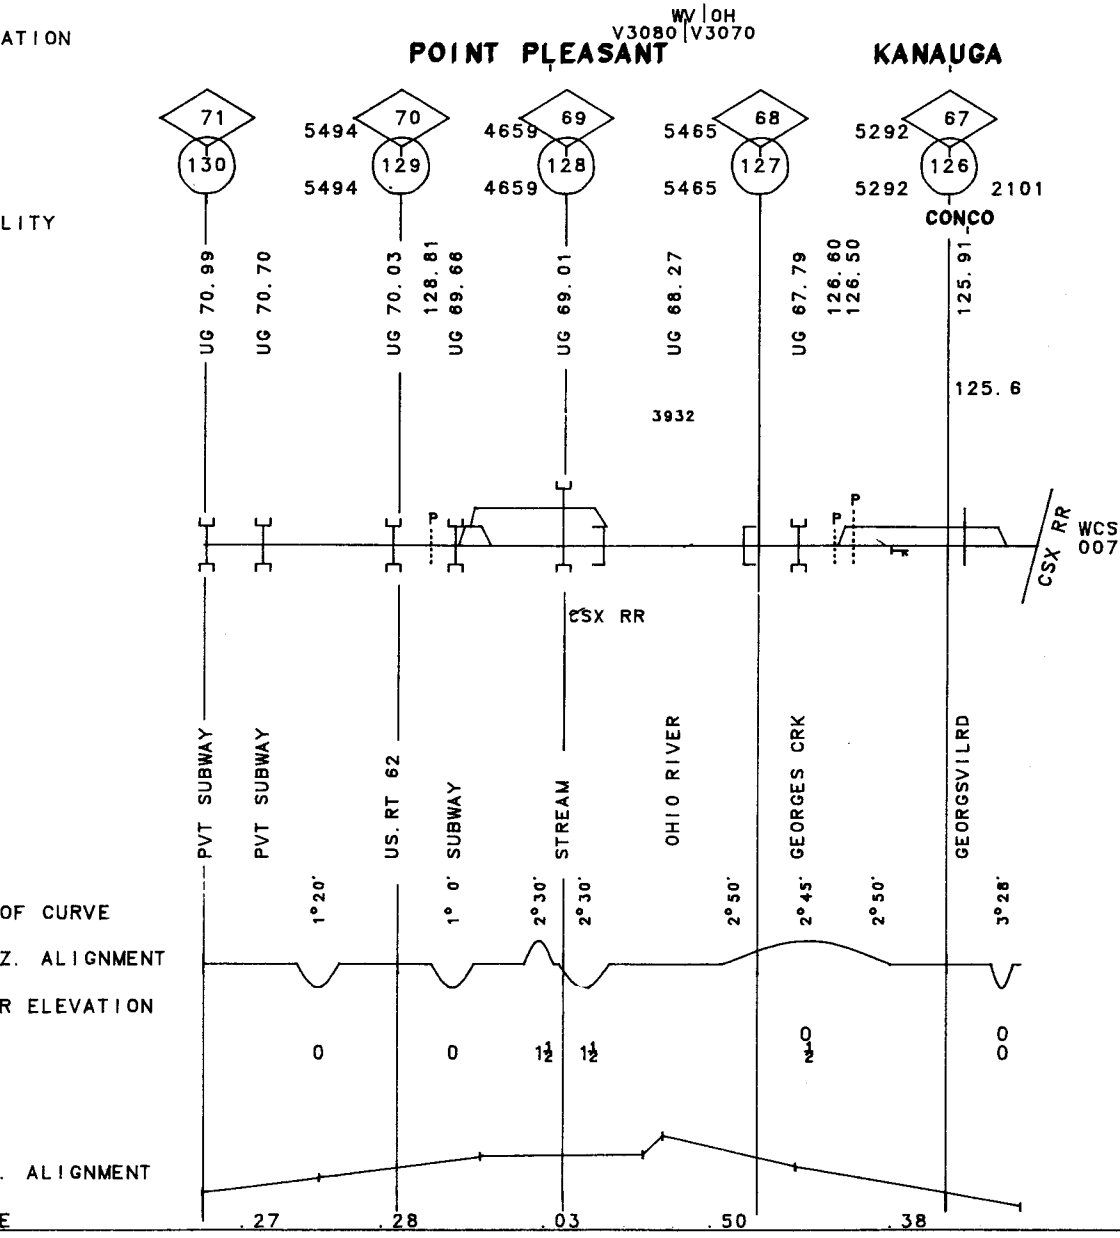 WV|OH
V3080|V3070
ATION
POINT PLEASANT
KANAUGA
71
5494
70
4659
69
5465
68
5292
67
130
5494
129
4659
128
5465
127
5292
126
2101
CONCO
LITY
UG 70.99
UG 70.70
UG 70.03
128.81
UG 69.66
UG 69.01
UG 68.27
UG 67.79
126.60
126.50
125.91
125.6
3932
P
P
P
CSX RR
WCS
007
CSX RR
PVT SUBWAY
PVT SUBWAY
US.RT 62
SUBWAY
STREAM
OHIO RIVER
GEORGES CRK
GEORGSVILRD
OF CURVE
1°20'
1° 0'
2°30'
2°30'
2°50'
2°45'
2°50'
3°28'
Z. ALIGNMENT
R ELEVATION
0
0
1½
1½
0
½
0
0
. ALIGNMENT
E
.27
.28
.03
.50
.38